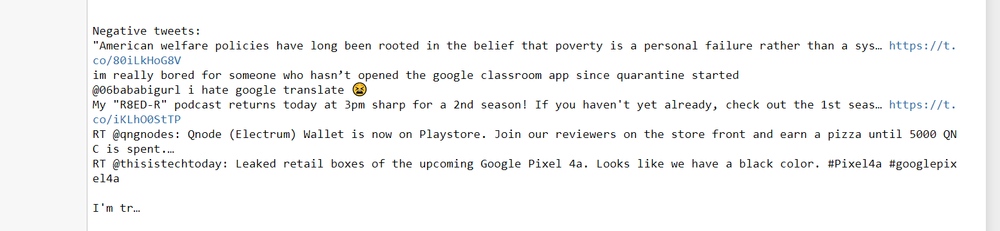 Negative tweets:
"American welfare policies have long been rooted in the belief that poverty is a personal failure rather than a sys… https://t.
co/80iLkHoG8V
im really bored for someone who hasn’t opened the google classroom app since quarantine started
@06bababigurl i hate google translate 😫
My "R8ED-R" podcast returns today at 3pm sharp for a 2nd season! If you haven't yet already, check out the 1st seas… https://t.
co/iKLhO0StTP
RT @qngnodes: Qnode (Electrum) Wallet is now on Playstore. Join our reviewers on the store front and earn a pizza until 5000 QN
C is spent.…
RT @thisistechtoday: Leaked retail boxes of the upcoming Google Pixel 4a. Looks like we have a black color. #Pixel4a #googlepix
el4a
I'm tr…